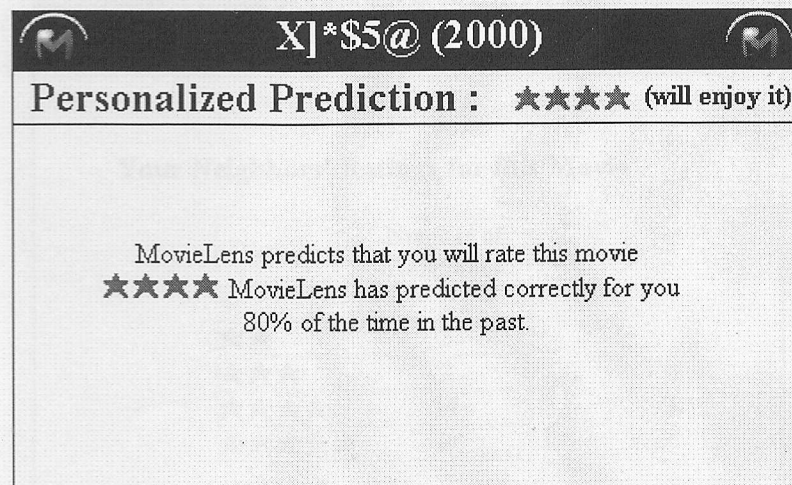 X]*$5@ (2000)
Personalized Prediction : ★★★★ (will enjoy it)
MovieLens predicts that you will rate this movie
★★★★ MovieLens has predicted correctly for you
80% of the time in the past.